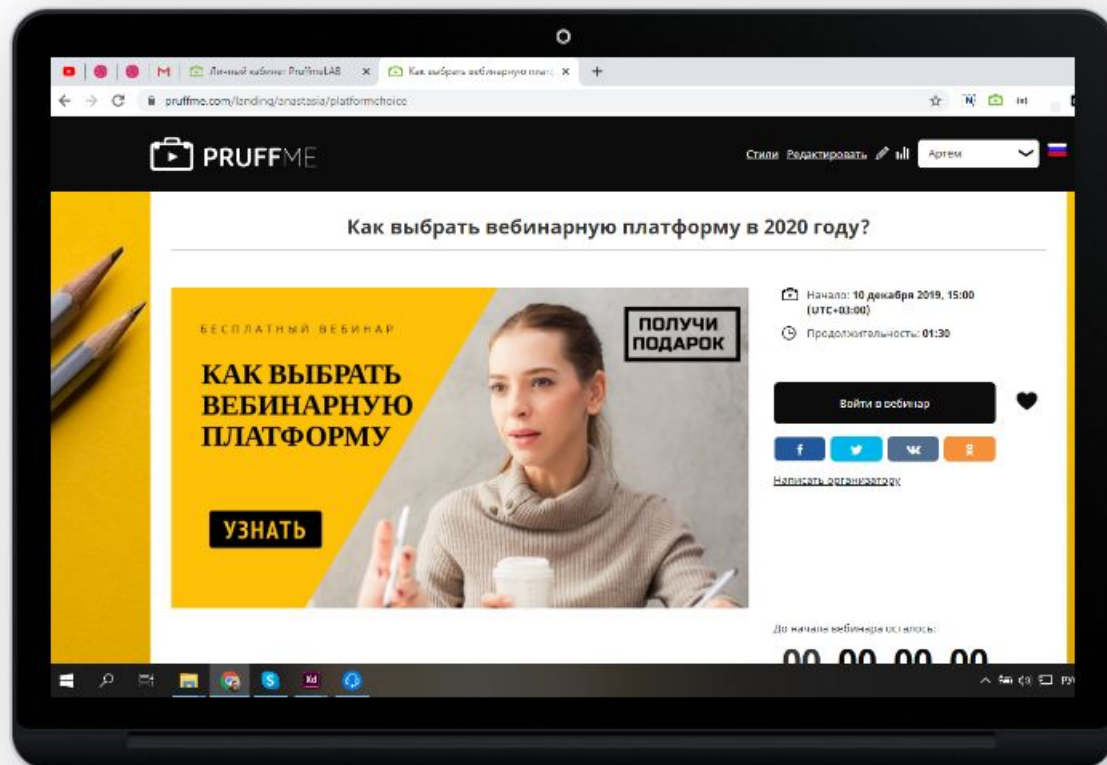 Личный кабинет PruffmeLAB
Как выбрать вебинарную плат
pruffme.com/landing/anastasia/platformchoice
PRUFFME
Стили Редактировать Артем
Как выбрать вебинарную платформу в 2020 году?
БЕСПЛАТНЫЙ ВЕБИНАР
КАК ВЫБРАТЬ
ВЕБИНАРНУЮ
ПЛАТФОРМУ
УЗНАТЬ
ПОЛУЧИ
ПОДАРОК
Начало: 10 декабря 2019, 15:00
(UTC+03:00)
Продолжительность: 01:30
Войти в вебинар
Написать организатору
До начала вебинара осталось:
00 00 00 00